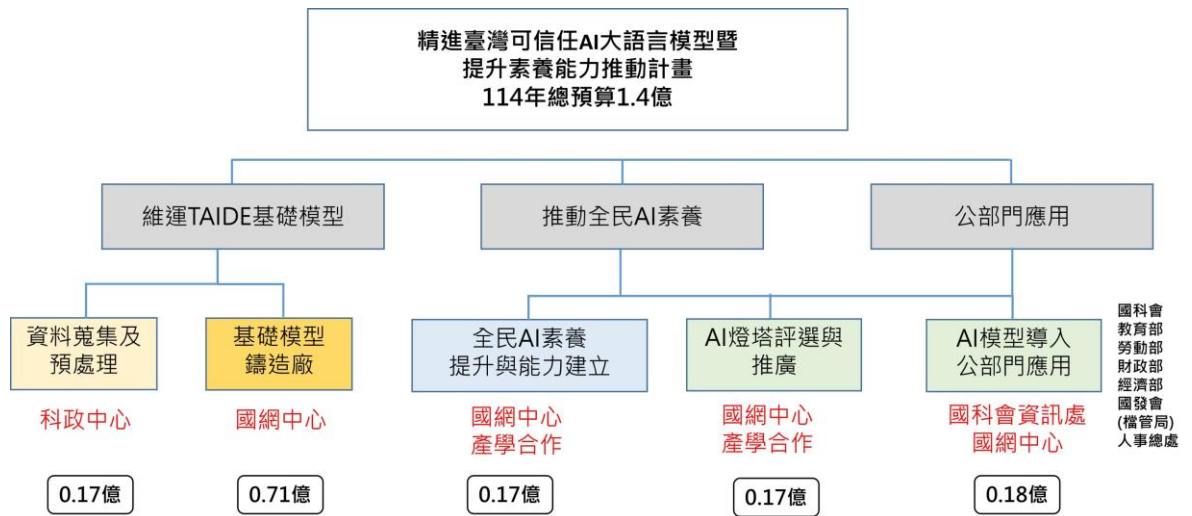 精進臺灣可信任AI大語言模型暨
提升素養能力推動計畫
114年總預算1.4億
維運TAIDE基礎模型
推動全民AI素養
公部門應用
資料蒐集及
預處理
基礎模型
鑄造廠
全民AI素養
提升與能力建立
AI燈塔評選與
推廣
AI模型導入
公部門應用
國科會
教育部
勞動部
財政部
經濟部
國發會
(檔管局)
人事總處
科政中心
國網中心
國網中心
產學合作
國網中心
產學合作
國科會資訊處
國網中心
0.17億
0.71億
0.17億
0.17億
0.18億